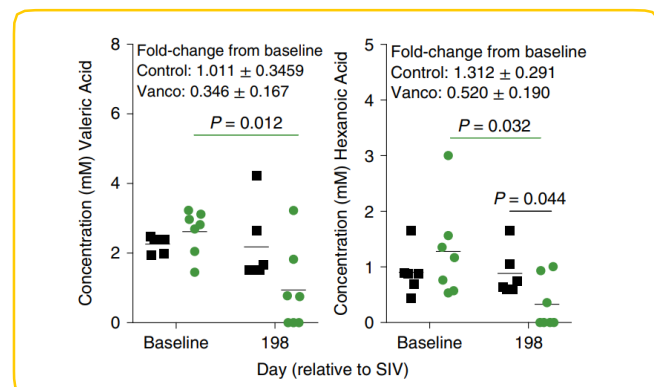 Concentration (mM) Valeric Acid
8
6
4
2
0
Fold-change from baseline
Control: 1.011 ± 0.3459
Vanco: 0.346 ± 0.167
P = 0.012
Baseline
198
Concentration (mM) Hexanoic Acid
5
4
3
2
1
0
Fold-change from baseline
Control: 1.312 ± 0.291
Vanco: 0.520 ± 0.190
P = 0.032
P = 0.044
Baseline
198
Day (relative to SIV)